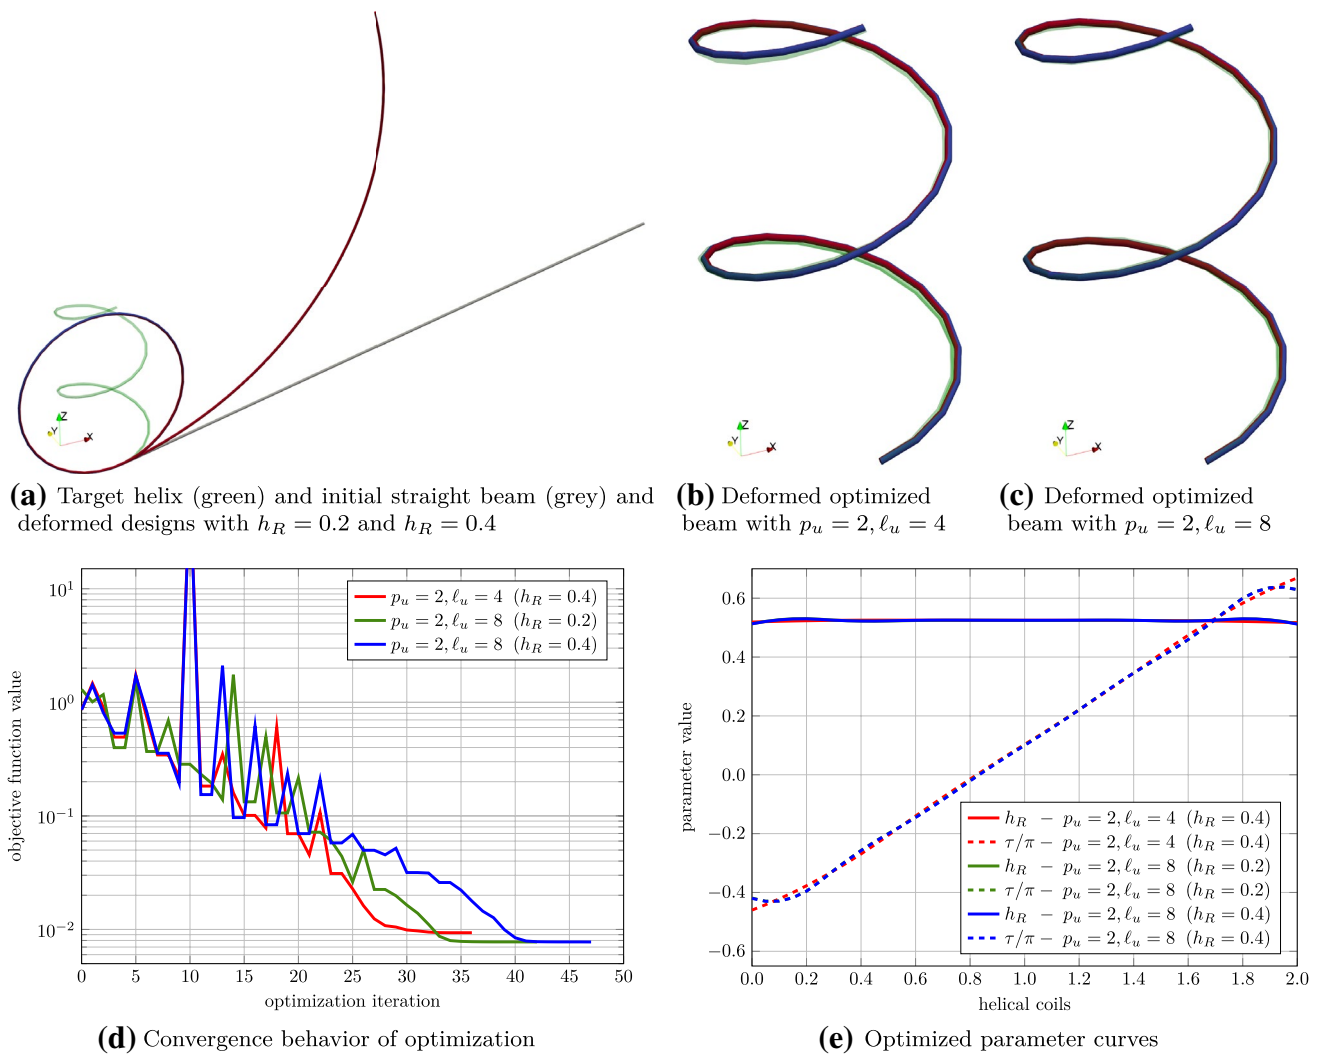 Z
Y
X
Z
Y
X
Z
Y
X
(a) Target helix (green) and initial straight beam (grey) and
deformed designs with h_R = 0.2 and h_R = 0.4
(b) Deformed optimized
beam with p_u = 2, ℓ_u = 4
(c) Deformed optimized
beam with p_u = 2, ℓ_u = 8
objective function value
10^1
10^0
10^−1
10^−2
p_u = 2, ℓ_u = 4 (h_R = 0.4)
p_u = 2, ℓ_u = 8 (h_R = 0.2)
p_u = 2, ℓ_u = 8 (h_R = 0.4)
0 5 10 15 20 25 30 35 40 45 50
optimization iteration
(d) Convergence behavior of optimization
parameter value
0.6
0.4
0.2
0.0
−0.2
−0.4
−0.6
h_R − p_u = 2, ℓ_u = 4 (h_R = 0.4)
τ/π − p_u = 2, ℓ_u = 4 (h_R = 0.4)
h_R − p_u = 2, ℓ_u = 8 (h_R = 0.2)
τ/π − p_u = 2, ℓ_u = 8 (h_R = 0.2)
h_R − p_u = 2, ℓ_u = 8 (h_R = 0.4)
τ/π − p_u = 2, ℓ_u = 8 (h_R = 0.4)
0.0 0.2 0.4 0.6 0.8 1.0 1.2 1.4 1.6 1.8 2.0
helical coils
(e) Optimized parameter curves